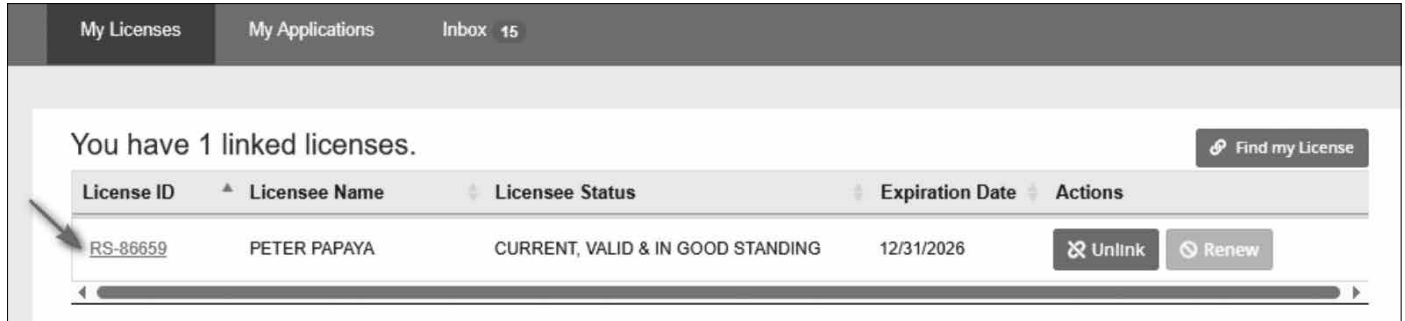 My Licenses My Applications Inbox 15
You have 1 linked licenses.
Find my License
License ID Licensee Name Licensee Status Expiration Date Actions
RS-86659 PETER PAPAYA CURRENT, VALID & IN GOOD STANDING 12/31/2026 Unlink Renew